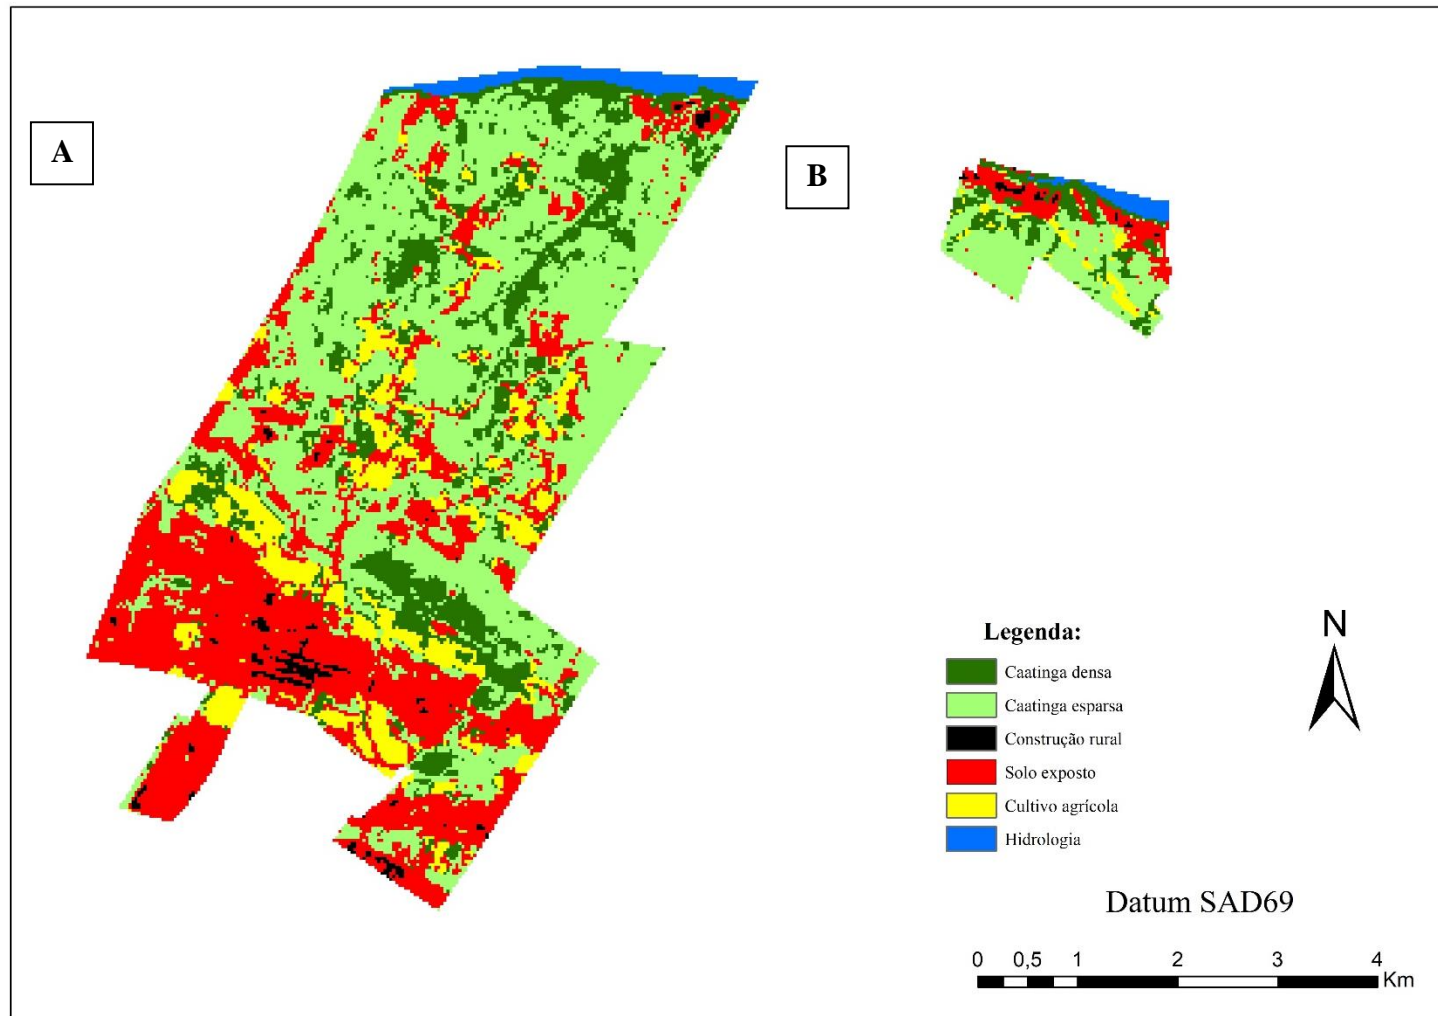 A
B
Legenda:
Caatinga densa
Caatinga esparsa
Construção rural
Solo exposto
Cultivo agrícola
Hidrologia
N
Datum SAD69
0 0,5 1 2 3 4
Km